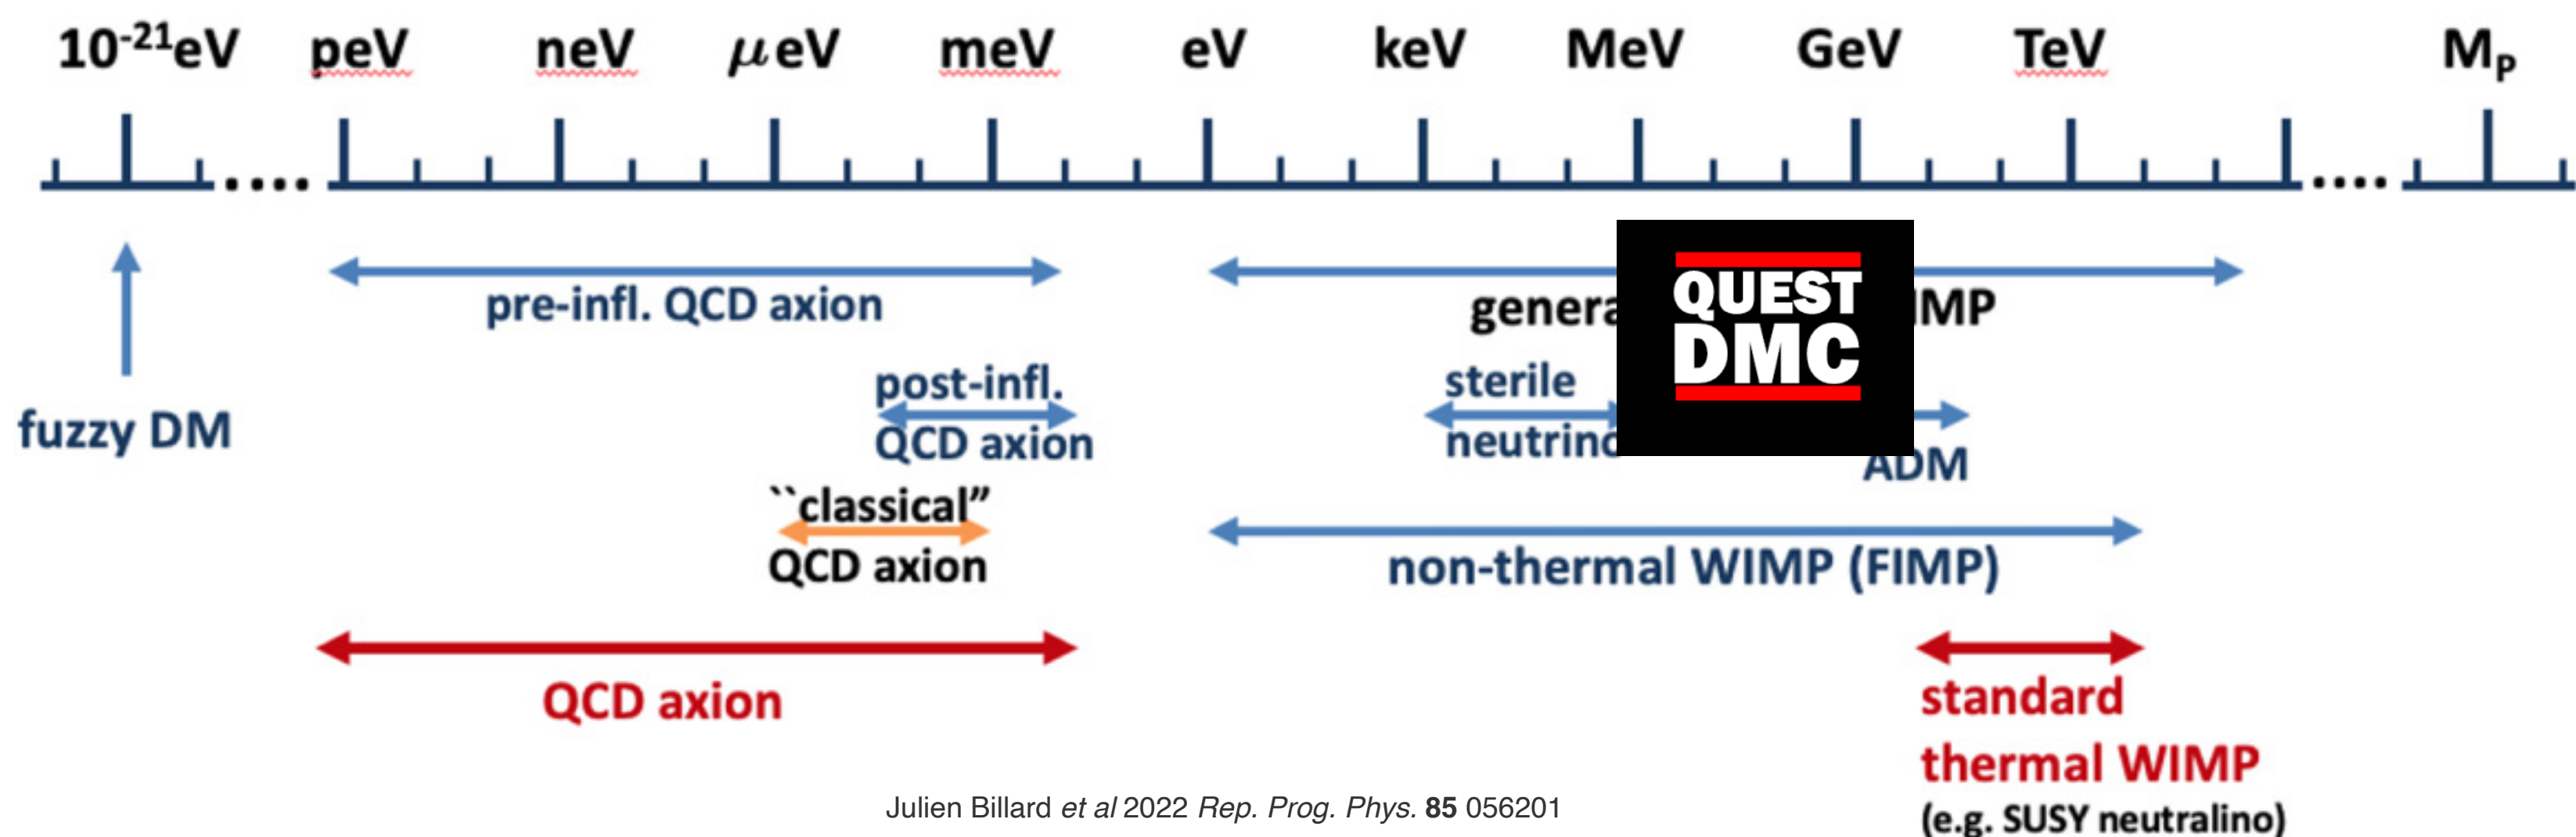 10⁻²¹eV peV neV μeV meV eV keV MeV GeV TeV Mₚ
pre-infl. QCD axion
genera
IMP
QUEST
DMC
post-infl.
QCD axion
sterile
neutrino
fuzzy DM
ADM
``classical”
QCD axion
non-thermal WIMP (FIMP)
QCD axion
standard
thermal WIMP
(e.g. SUSY neutralino)
Julien Billard et al 2022 Rep. Prog. Phys. 85 056201